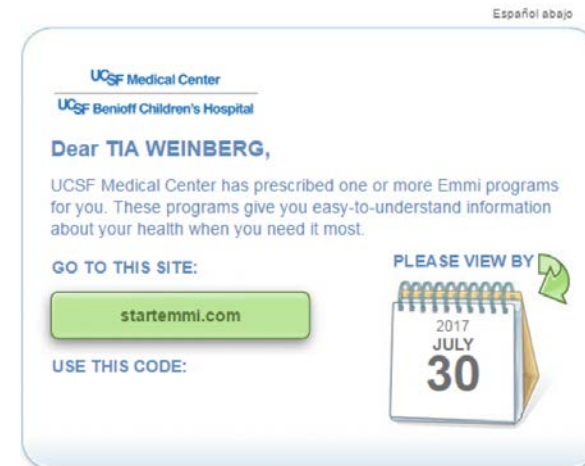 Español abajo
UCSF Medical Center
UCSF Benioff Children's Hospital
Dear TIA WEINBERG,
UCSF Medical Center has prescribed one or more Emmi programs
for you. These programs give you easy-to-understand information
about your health when you need it most.
GO TO THIS SITE:
startemmi.com
USE THIS CODE:
PLEASE VIEW BY
2017
JULY
30